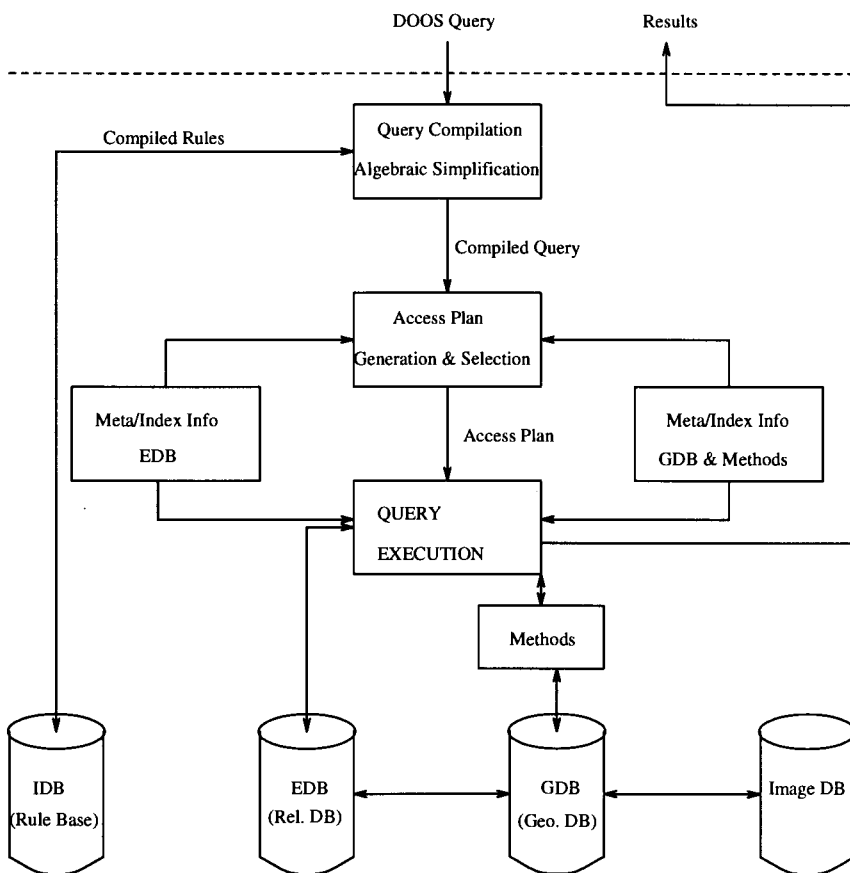 DOOS Query
Results
Compiled Rules
Query Compilation
Algebraic Simplification
Compiled Query
Access Plan
Generation & Selection
Meta/Index Info
EDB
Access Plan
Meta/Index Info
GDB & Methods
QUERY
EXECUTION
Methods
IDB
(Rule Base)
EDB
(Rel. DB)
GDB
(Geo. DB)
Image DB